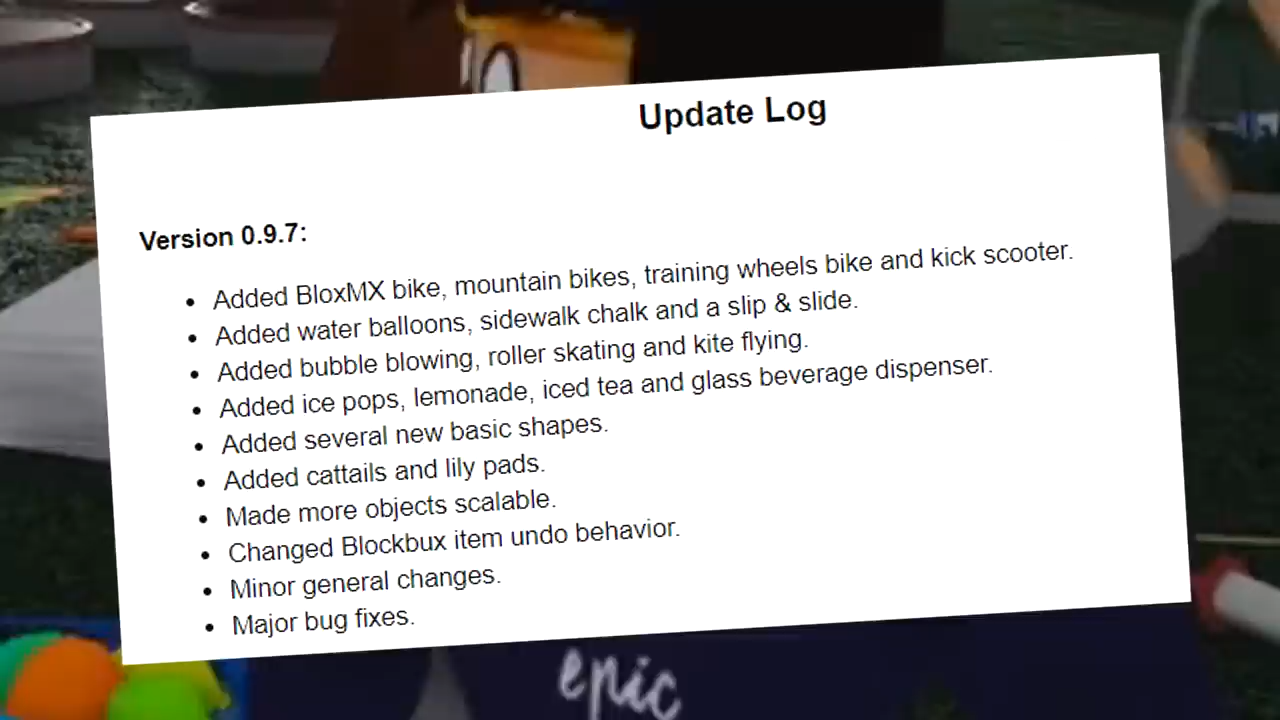 Update Log
Version 0.9.7:
• Added BloxMX bike, mountain bikes, training wheels bike and kick scooter.
• Added water balloons, sidewalk chalk and a slip & slide.
• Added bubble blowing, roller skating and kite flying.
• Added ice pops, lemonade, iced tea and glass beverage dispenser.
• Added several new basic shapes.
• Added cattails and lily pads.
• Made more objects scalable.
• Changed Blockbux item undo behavior.
• Minor general changes.
• Major bug fixes.
epic